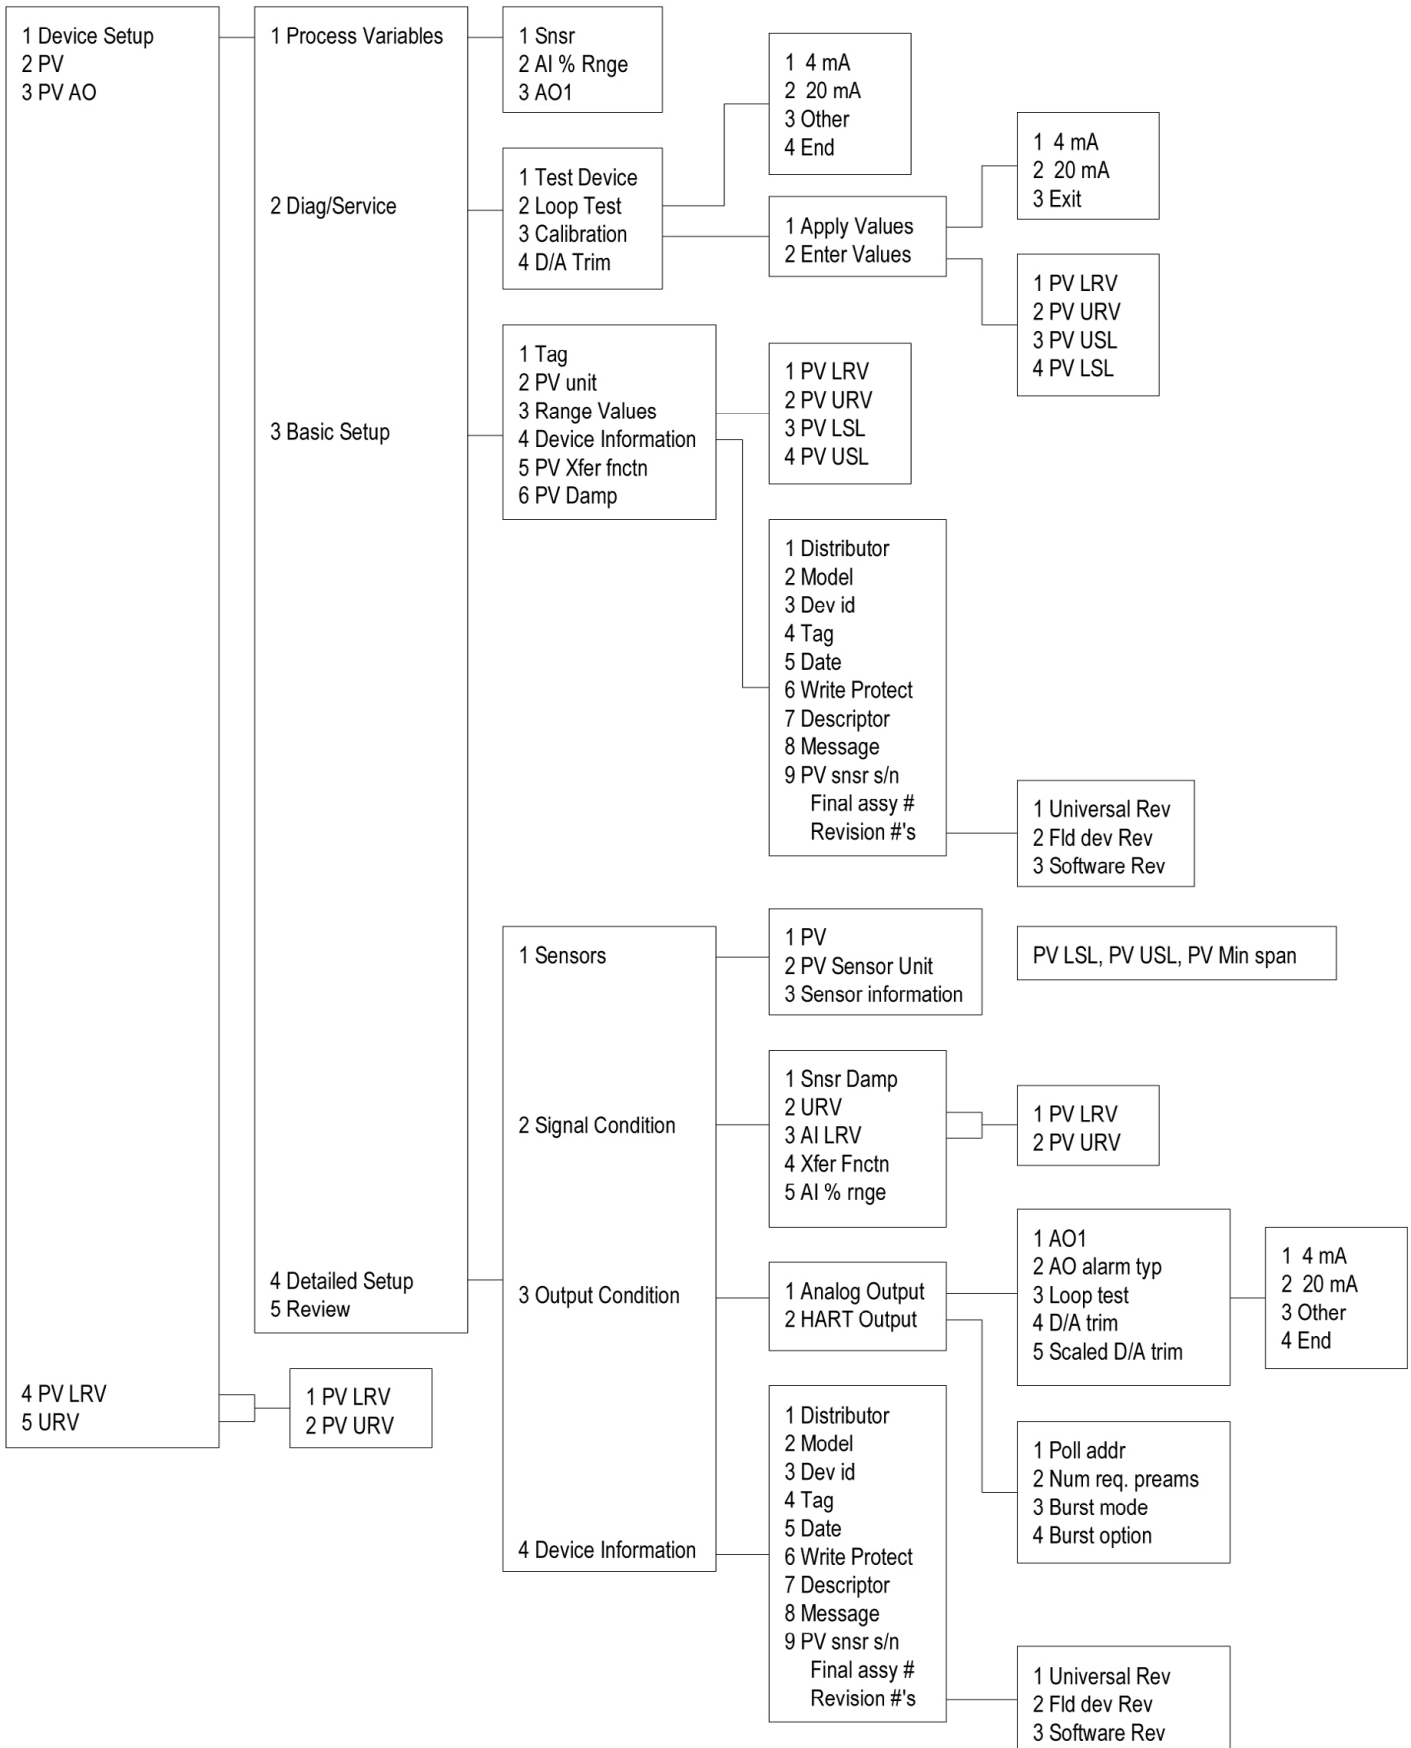 1 Device Setup
2 PV
3 PV AO
4 PV LRV
5 URV
1 PV LRV
2 PV URV
1 Process Variables
2 Diag/Service
3 Basic Setup
4 Detailed Setup
5 Review
1 Snsr
2 AI % Rnge
3 AO1
1 Test Device
2 Loop Test
3 Calibration
4 D/A Trim
1 4 mA
2 20 mA
3 Other
4 End
1 Apply Values
2 Enter Values
1 4 mA
2 20 mA
3 Exit
1 PV LRV
2 PV URV
3 PV USL
4 PV LSL
1 Tag
2 PV unit
3 Range Values
4 Device Information
5 PV Xfer fnctn
6 PV Damp
1 PV LRV
2 PV URV
3 PV LSL
4 PV USL
1 Distributor
2 Model
3 Dev id
4 Tag
5 Date
6 Write Protect
7 Descriptor
8 Message
9 PV snsr s/n
Final assy #
Revision #'s
1 Universal Rev
2 Fld dev Rev
3 Software Rev
1 Sensors
2 Signal Condition
3 Output Condition
4 Device Information
1 PV
2 PV Sensor Unit
3 Sensor information
PV LSL, PV USL, PV Min span
1 Snsr Damp
2 URV
3 AI LRV
4 Xfer Fnctn
5 AI % rnge
1 PV LRV
2 PV URV
1 Analog Output
2 HART Output
1 AO1
2 AO alarm typ
3 Loop test
4 D/A trim
5 Scaled D/A trim
1 4 mA
2 20 mA
3 Other
4 End
1 Poll addr
2 Num req. preams
3 Burst mode
4 Burst option
1 Distributor
2 Model
3 Dev id
4 Tag
5 Date
6 Write Protect
7 Descriptor
8 Message
9 PV snsr s/n
Final assy #
Revision #'s
1 Universal Rev
2 Fld dev Rev
3 Software Rev